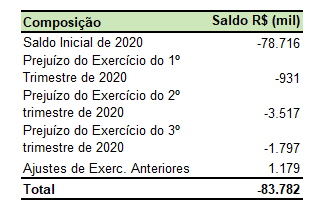 Composição Saldo R$ (mil)
Saldo Inicial de 2020 -78.716
Prejuízo do Exercício do 1º
Trimestre de 2020 -931
Prejuízo do Exercício do 2º
trimestre de 2020 -3.517
Prejuízo do Exercício do 3º
trimestre de 2020 -1.797
Ajustes de Exerc. Anteriores 1.179
Total -83.782